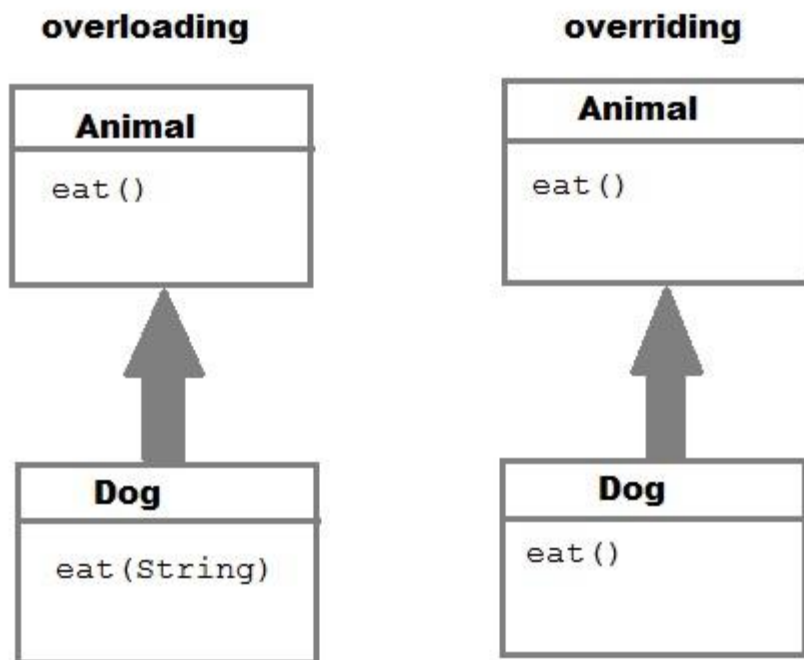 overloading
Animal
eat()
Dog
eat(String)
overriding
Animal
eat()
Dog
eat()